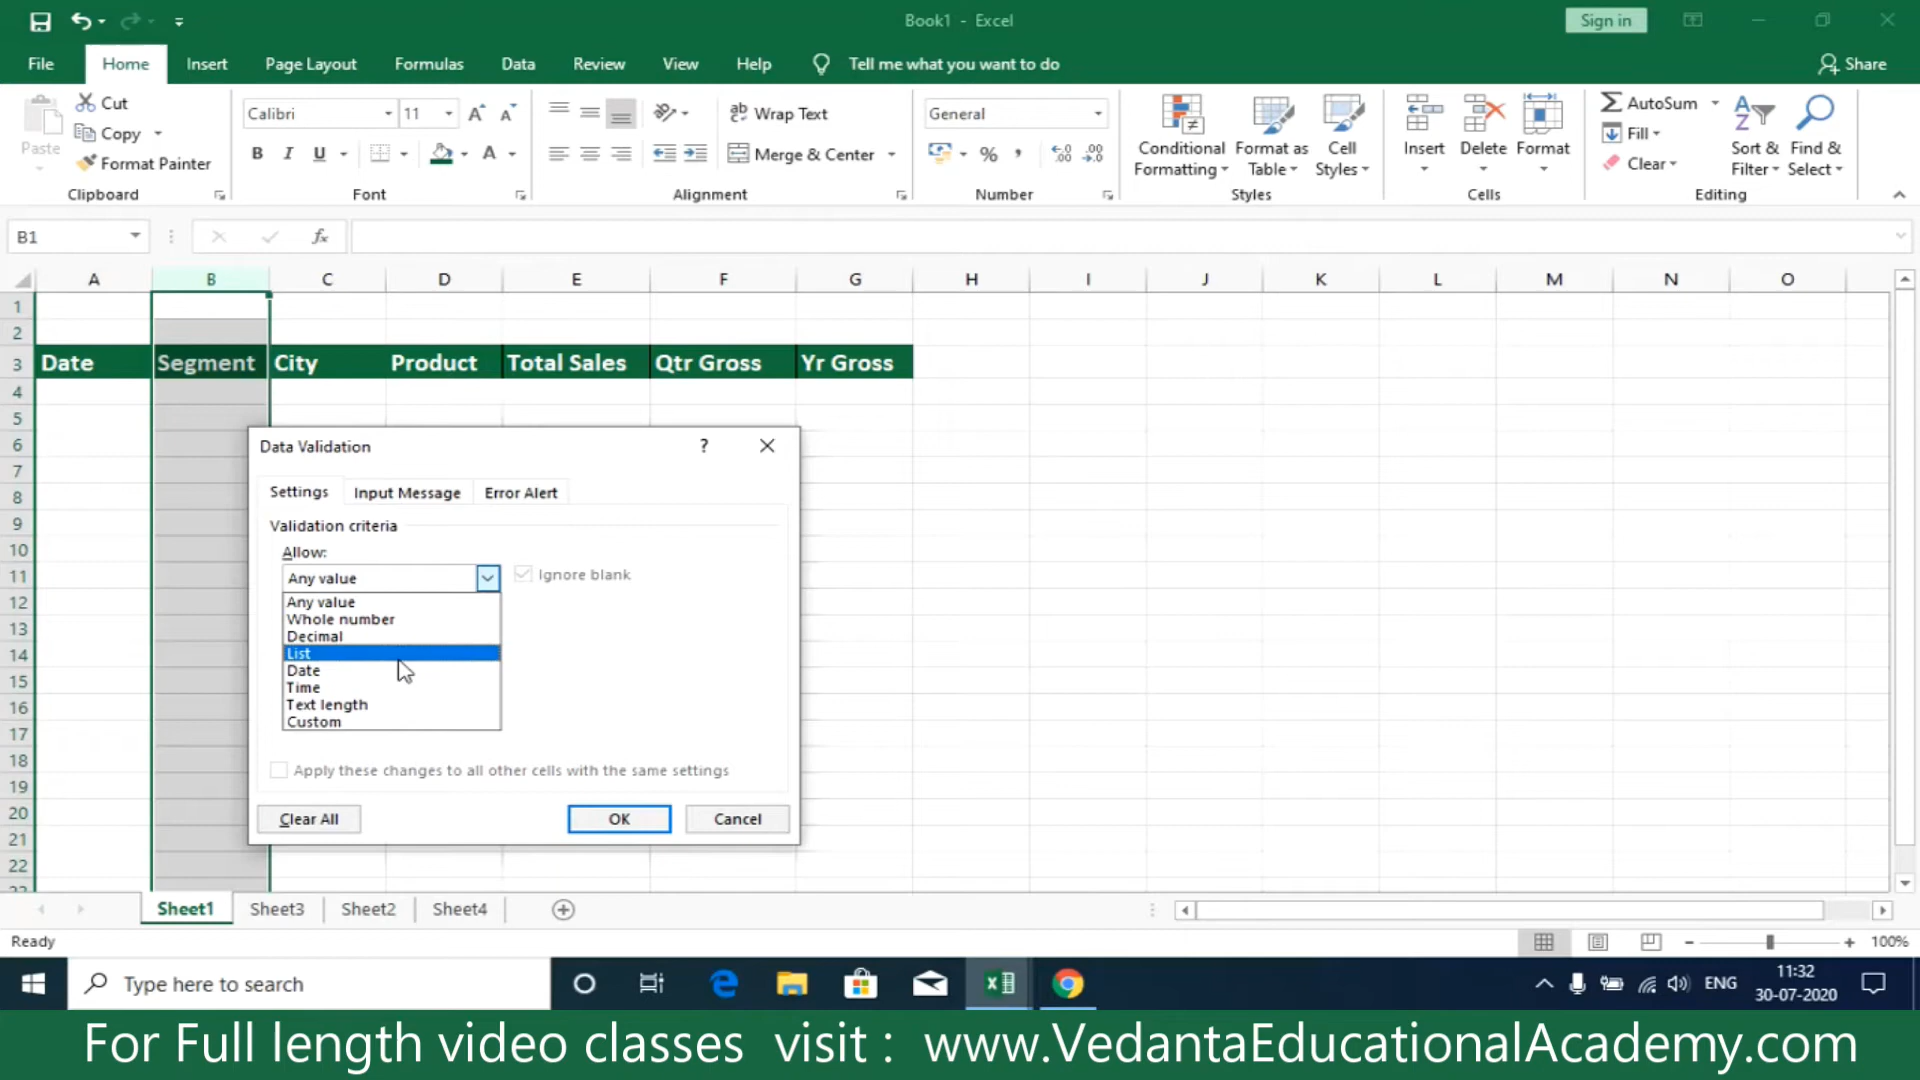 Book1 - Excel
Sign in
File Home Insert Page Layout Formulas Data Review View Help Tell me what you want to do Share
Paste
Cut
Copy
Format Painter
Clipboard
Calibri 11
B I U A
Font
ab Wrap Text
Merge & Center
Alignment
General
% ,
Number
Conditional Formatting
Format as Table
Cell Styles
Styles
Insert Delete Format
Cells
AutoSum
Fill
Clear
Sort & Filter
Find & Select
Editing
B1 fx
A B C D E F G H I J K L M N O
1
2
3 Date Segment City Product Total Sales Qtr Gross Yr Gross
4
5
6
7
8
9
10
11
12
13
14
15
16
17
18
19
20
21
22
Data Validation ?
Settings Input Message Error Alert
Validation criteria
Allow:
Any value Ignore blank
Any value
Whole number
Decimal
List
Date
Time
Text length
Custom
Apply these changes to all other cells with the same settings
Clear All OK Cancel
Sheet1 Sheet3 Sheet2 Sheet4
Ready 100%
Type here to search
ENG
11:32
30-07-2020
For Full length video classes visit : www.VedantaEducationalAcademy.com